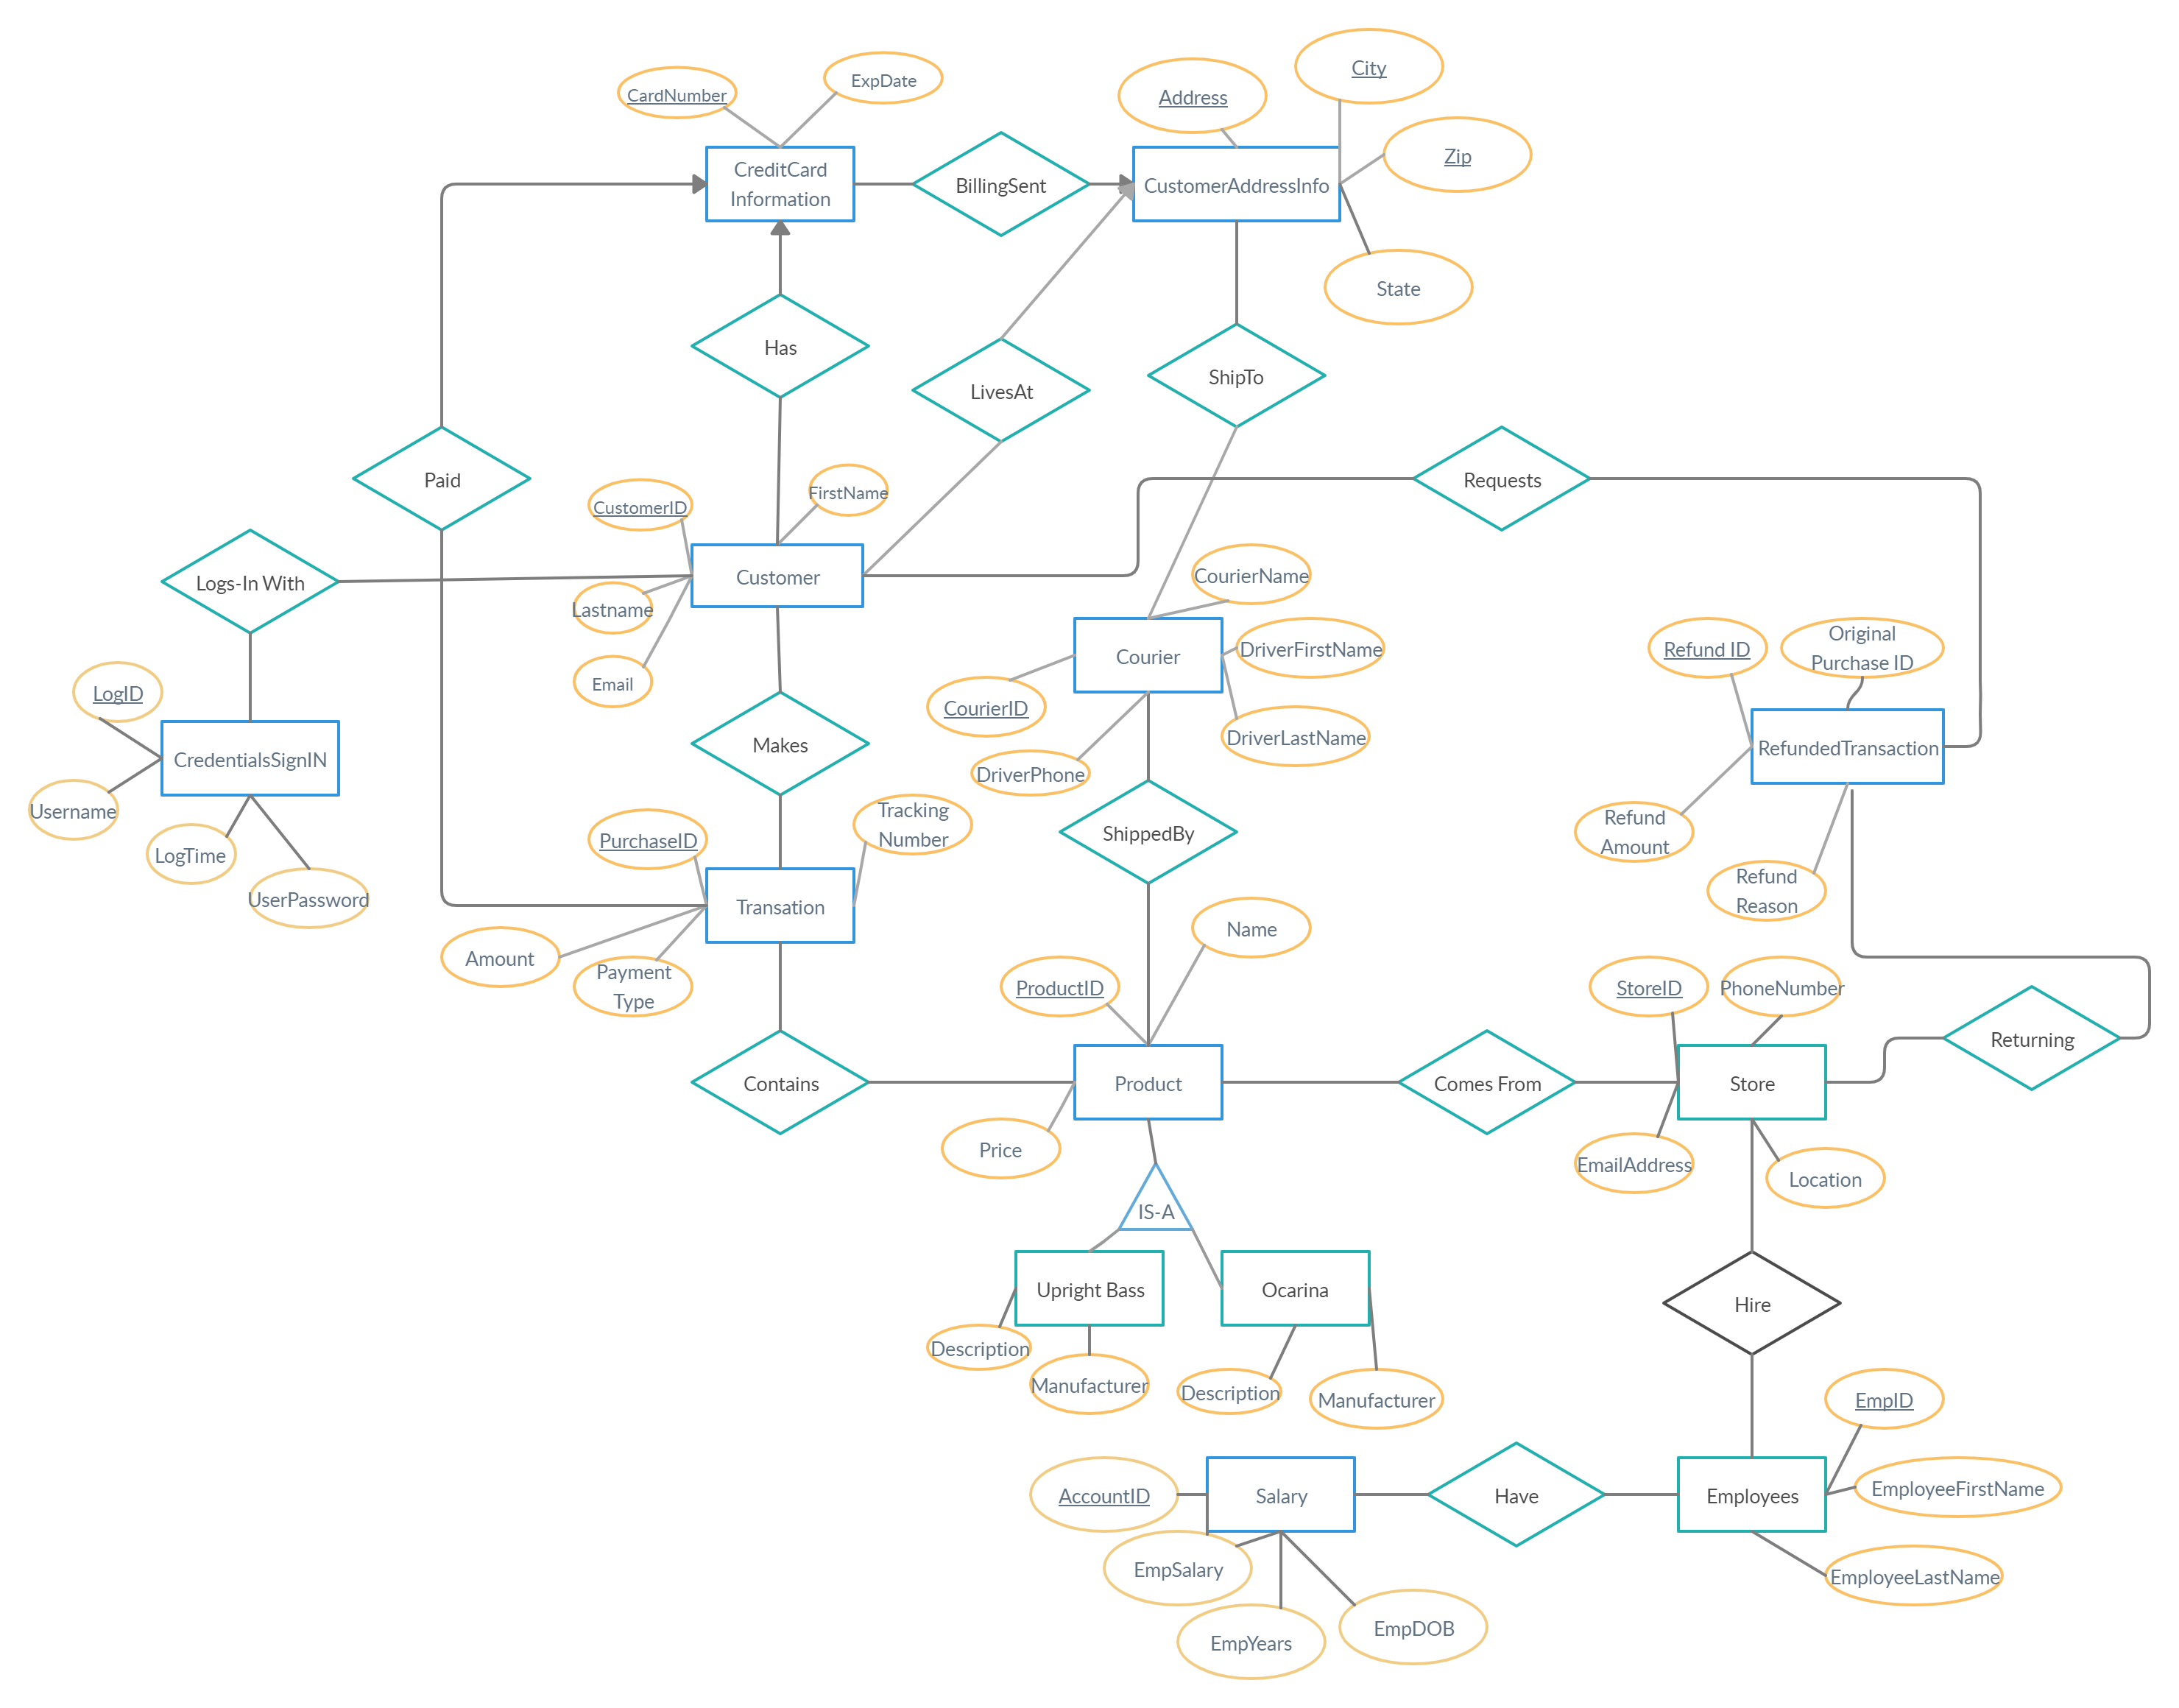 City
ExpDate
CardNumber
Address
Zip
CreditCard
Information
BillingSent
CustomerAddressInfo
State
Has
LivesAt
ShipTo
Paid
Requests
FirstName
CustomerID
Logs-In With
Customer
CourierName
Lastname
Courier
DriverFirstName
Refund ID
Original
Purchase ID
Email
LogID
CourierID
DriverLastName
CredentialsSignIN
Makes
RefundedTransaction
DriverPhone
Username
Tracking
Number
PurchaseID
ShippedBy
Refund
Amount
LogTime
UserPassword
Transation
Refund
Reason
Name
Amount
Payment
Type
ProductID
StoreID
PhoneNumber
Returning
Contains
Product
Comes From
Store
Price
EmailAddress
Location
IS-A
Upright Bass
Ocarina
Hire
Description
Manufacturer
Description
Manufacturer
EmpID
AccountID
Salary
Have
Employees
EmployeeFirstName
EmpSalary
EmployeeLastName
EmpYears
EmpDOB